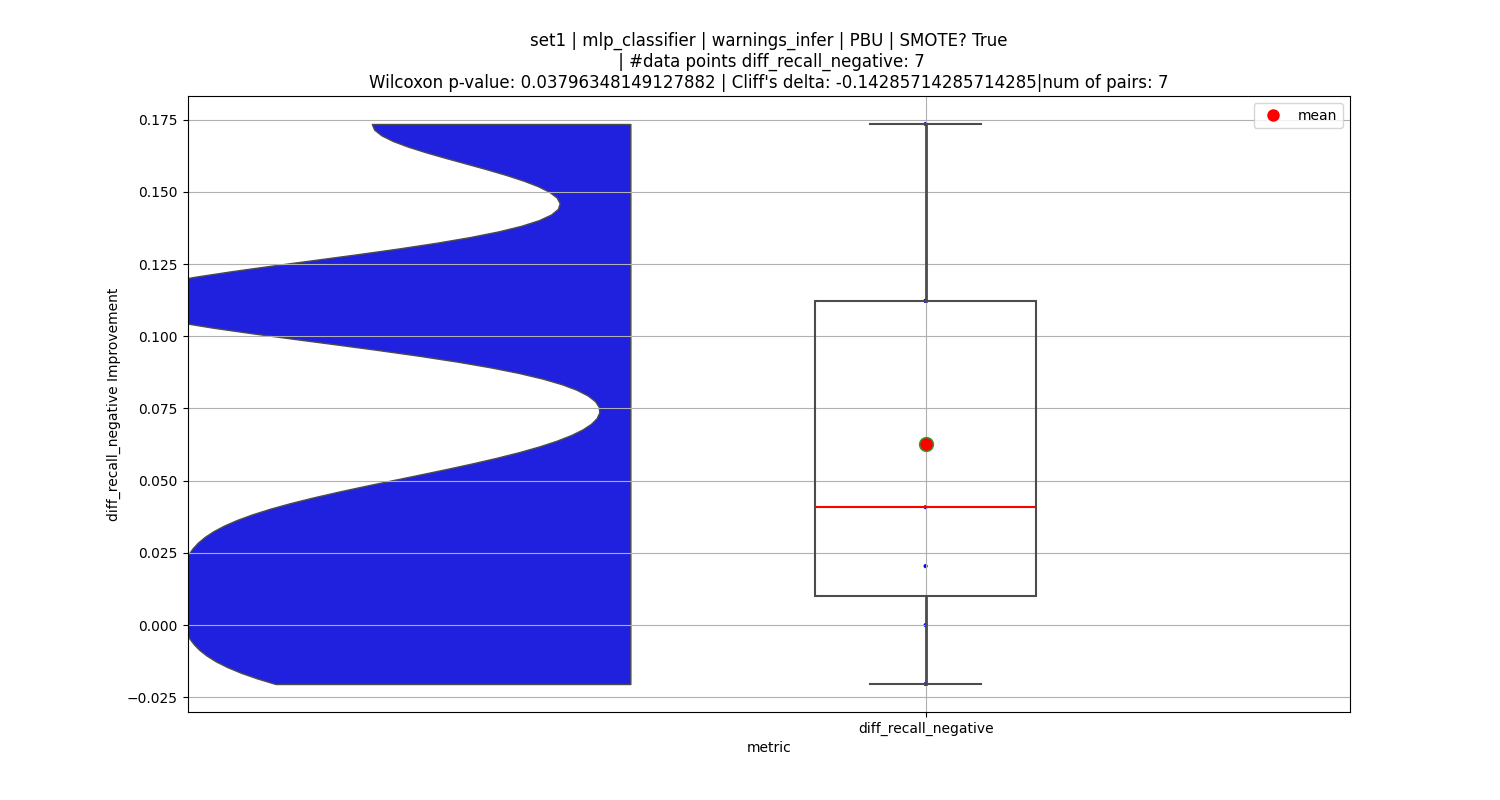 set1 | mlp_classifier | warnings_infer | PBU | SMOTE? True
| #data points diff_recall_negative: 7
Wilcoxon p-value: 0.03796348149127882 | Cliff's delta: -0.14285714285714285|num of pairs: 7
mean
0.175
0.150
0.125
0.100
0.075
0.050
0.025
0.000
−0.025
diff_recall_negative Improvement
diff_recall_negative
metric